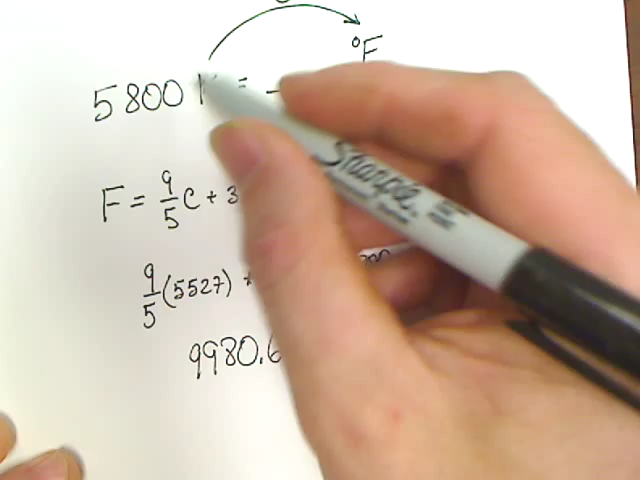 °F
5800 K =
F = 9/5 C + 3
9/5 (5527) +
9980.6
Sharpie